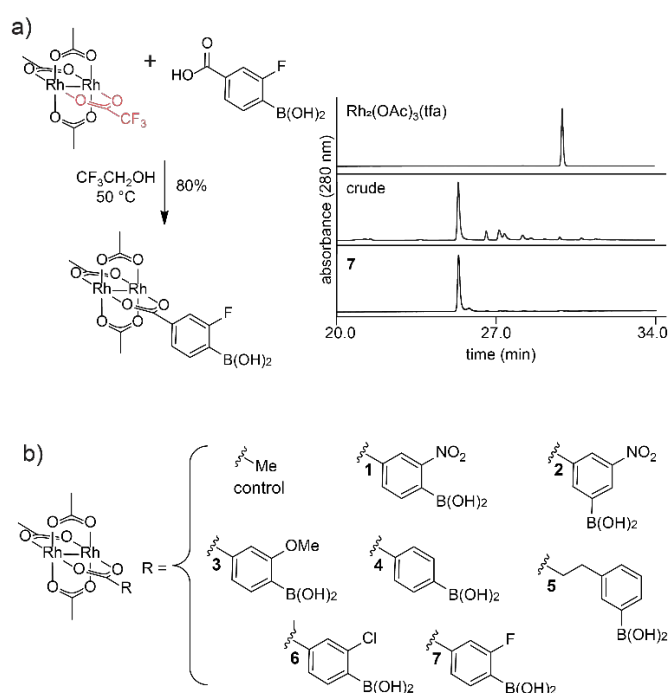 a)
O
O
O
O
Rh
Rh
O
O
O
O
CF₃
+
O
HO
F
B(OH)₂
CF₃CH₂OH
50 °C
80%
O
O
O
O
Rh
Rh
O
O
O
O
F
B(OH)₂
absorbance (280 nm)
Rh₂(OAc)₃(tfa)
crude
7
20.0
27.0
34.0
time (min)
b)
O
O
O
O
Rh
Rh
O
O
O
O
R
R =
Me
control
1
NO₂
B(OH)₂
2
NO₂
B(OH)₂
3
OMe
B(OH)₂
4
B(OH)₂
5
B(OH)₂
6
Cl
B(OH)₂
7
F
B(OH)₂